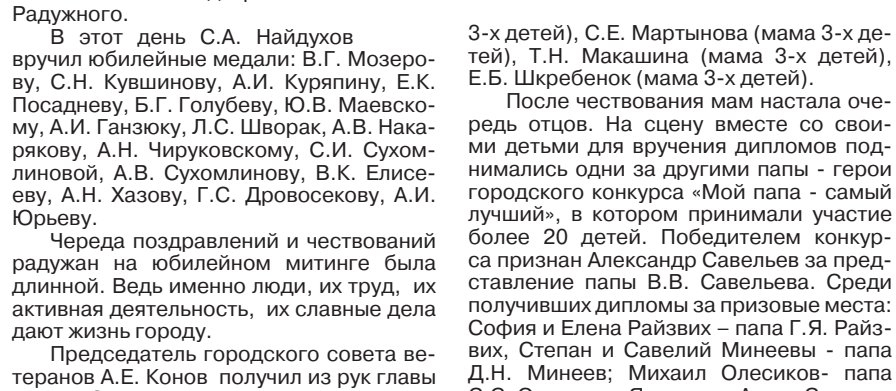 Радужного.
В этот день С.А. Найдухов
вручил юбилейные медали: В.Г. Мозеро-
ву, С.Н. Кувшинову, А.И. Куряпину, Е.К.
Посадневу, Б.Г. Голубеву, Ю.В. Маевско-
му, А.И. Ганзюку, Л.С. Шворак, А.В. Нака-
рякову, А.Н. Чируковскому, С.И. Сухом-
линовой, А.В. Сухомлинову, В.К. Елисе-
еву, А.Н. Хазову, Г.С. Дровосекову, А.И.
Юрьеву.
Череда поздравлений и чествований
радужан на юбилейном митинге была
длинной. Ведь именно люди, их труд, их
активная деятельность, их славные дела
дают жизнь городу.
Председатель городского совета ве-
теранов А.Е. Конов получил из рук главы
3-х детей), С.Е. Мартынова (мама 3-х де-
тей), Т.Н. Макашина (мама 3-х детей),
Е.Б. Шкребенок (мама 3-х детей).
После чествования мам настала оче-
редь отцов. На сцену вместе со свои-
ми детьми для вручения дипломов под-
нимались одни за другими папы - герои
городского конкурса «Мой папа - самый
лучший», в котором принимали участие
более 20 детей. Победителем конкур-
са признан Александр Савельев за пред-
ставление папы В.В. Савельева. Среди
получивших дипломы за призовые места:
София и Елена Райзвих – папа Г.Я. Райз-
вих, Степан и Савелий Минеевы - папа
Д.Н. Минеев; Михаил Олесиков- папа